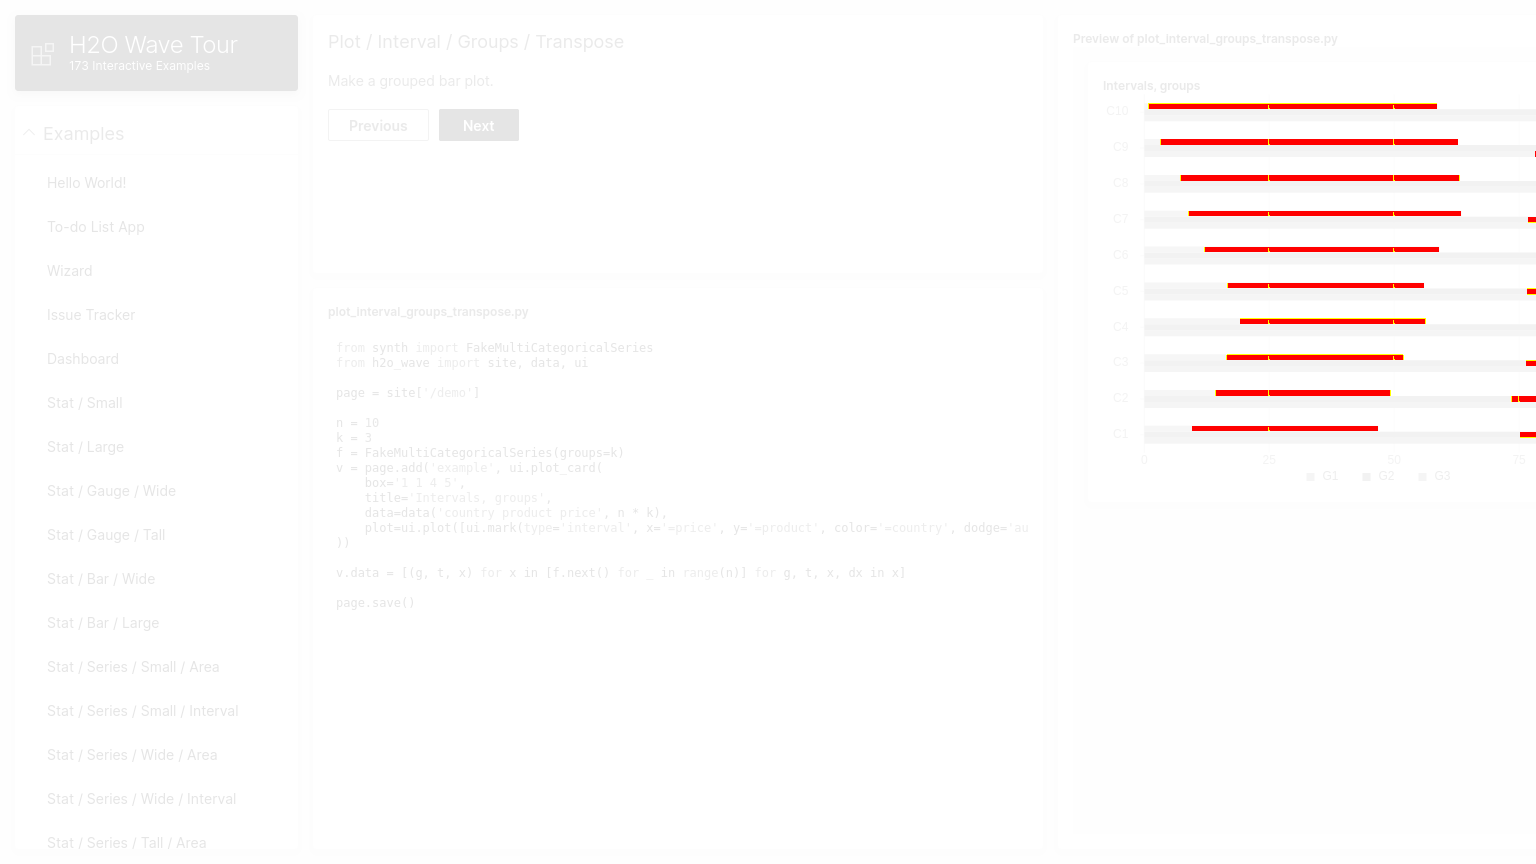 H2O Wave Tour
173 Interactive Examples
Examples
Hello World!
To-do List App
Wizard
Issue Tracker
Dashboard
Stat / Small
Stat / Large
Stat / Gauge / Wide
Stat / Gauge / Tall
Stat / Bar / Wide
Stat / Bar / Large
Stat / Series / Small / Area
Stat / Series / Small / Interval
Stat / Series / Wide / Area
Stat / Series / Wide / Interval
Stat / Series / Tall / Area
Plot / Interval / Groups / Transpose
Make a grouped bar plot.
Previous
Next
plot_interval_groups_transpose.py
from synth import FakeMultiCategoricalSeries
from h2o_wave import site, data, ui
page = site['/demo']
n = 10
k = 3
f = FakeMultiCategoricalSeries(groups=k)
v = page.add('example', ui.plot_card(
    box='1 1 4 5',
    title='Intervals, groups',
    data=data('country product price', n * k),
    plot=ui.plot([ui.mark(type='interval', x='=price', y='=product', color='=country', dodge='au
))
v.data = [(g, t, x) for x in [f.next() for _ in range(n)] for g, t, x, dx in x]
page.save()
Preview of plot_interval_groups_transpose.py
Intervals, groups
C10
C9
C8
C7
C6
C5
C4
C3
C2
C1
0 25 50 75
G1 G2 G3